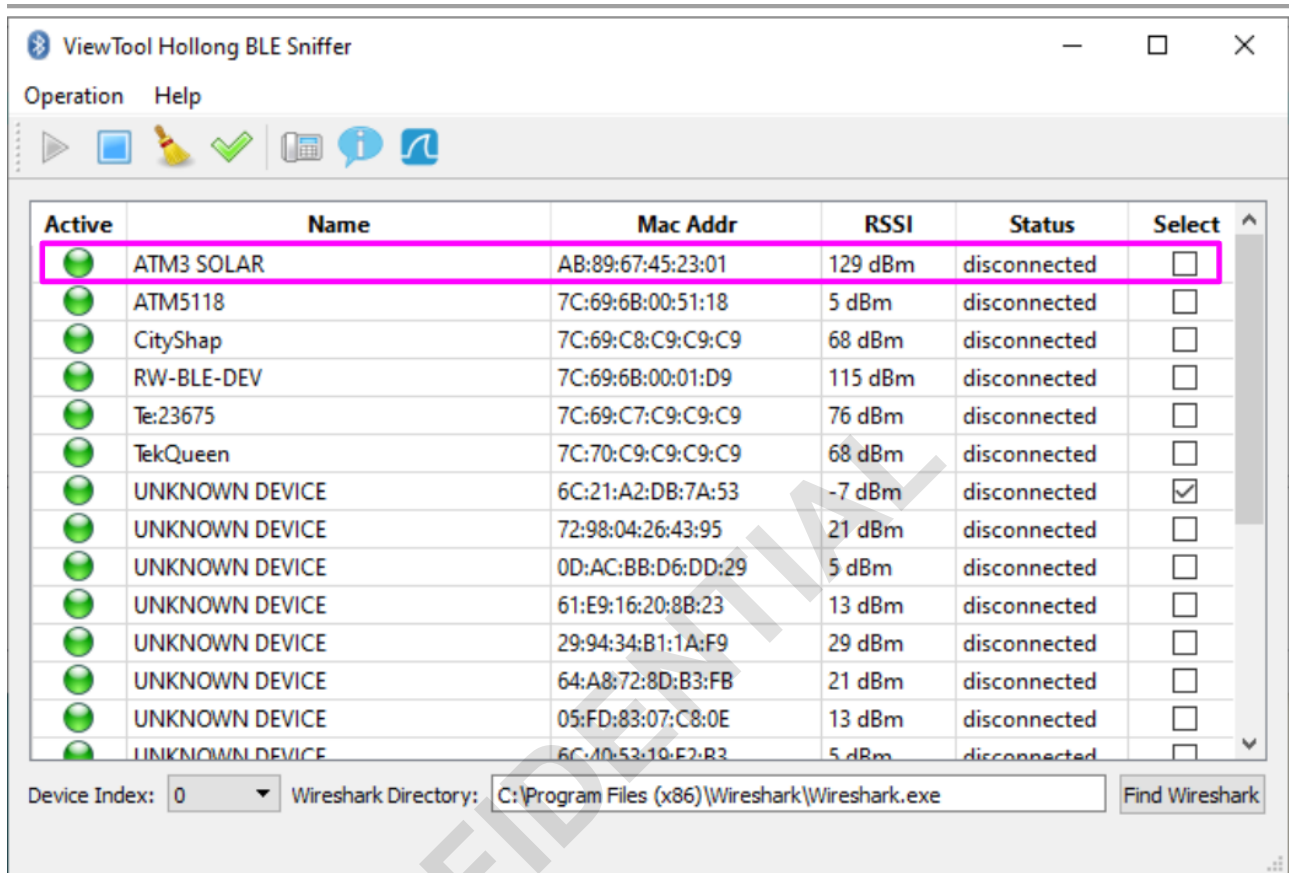 ViewTool Hollong BLE Sniffer
Operation Help
Active Name Mac Addr RSSI Status Select
ATM3 SOLAR AB:89:67:45:23:01 129 dBm disconnected
ATM5118 7C:69:6B:00:51:18 5 dBm disconnected
CityShap 7C:69:C8:C9:C9:C9 68 dBm disconnected
RW-BLE-DEV 7C:69:6B:00:01:D9 115 dBm disconnected
Te:23675 7C:69:C7:C9:C9:C9 76 dBm disconnected
TekQueen 7C:70:C9:C9:C9:C9 68 dBm disconnected
UNKNOWN DEVICE 6C:21:A2:DB:7A:53 -7 dBm disconnected
UNKNOWN DEVICE 72:98:04:26:43:95 21 dBm disconnected
UNKNOWN DEVICE 0D:AC:BB:D6:DD:29 5 dBm disconnected
UNKNOWN DEVICE 61:E9:16:20:8B:23 13 dBm disconnected
UNKNOWN DEVICE 29:94:34:B1:1A:F9 29 dBm disconnected
UNKNOWN DEVICE 64:A8:72:8D:B3:FB 21 dBm disconnected
UNKNOWN DEVICE 05:FD:83:07:C8:0E 13 dBm disconnected
UNKNOWN DEVICE 5 dBm disconnected
Device Index: 0 Wireshark Directory: C:\Program Files (x86)\Wireshark\Wireshark.exe Find Wireshark
FIDENTIAL